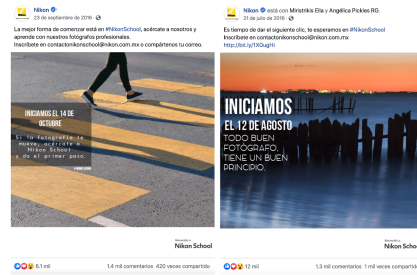 Nikon
23 de septiembre de 2016
La mejor forma de comenzar está en #NikonSchool, acércate a nosotros y
aprende con nuestros fotógrafos profesionales.
Inscríbete en contactonikonschool@nikon.com.mx o compártenos tu correo.
INICIAMOS EL 14 DE
OCTUBRE
Si la fotografía te
mueve, acércate a
Nikon School
y da el primer paso.
Nikon School
6.1 mil
1.4 mil comentarios 420 veces compartido
Nikon está con Miristrikis Ella y Angélica Pickles RG.
21 de julio de 2016
Es tiempo de dar el siguiente clic, te esperamos en #NikonSchool
Inscríbete en contactonikonschool@nikon.com.mx
INICIAMOS
EL 12 DE AGOSTO
TODO BUEN
FOTÓGRAFO,
TIENE UN BUEN
PRINCIPIO.
Nikon Schoo
12 mil
1.3 mil comentarios 1 mil veces compartido